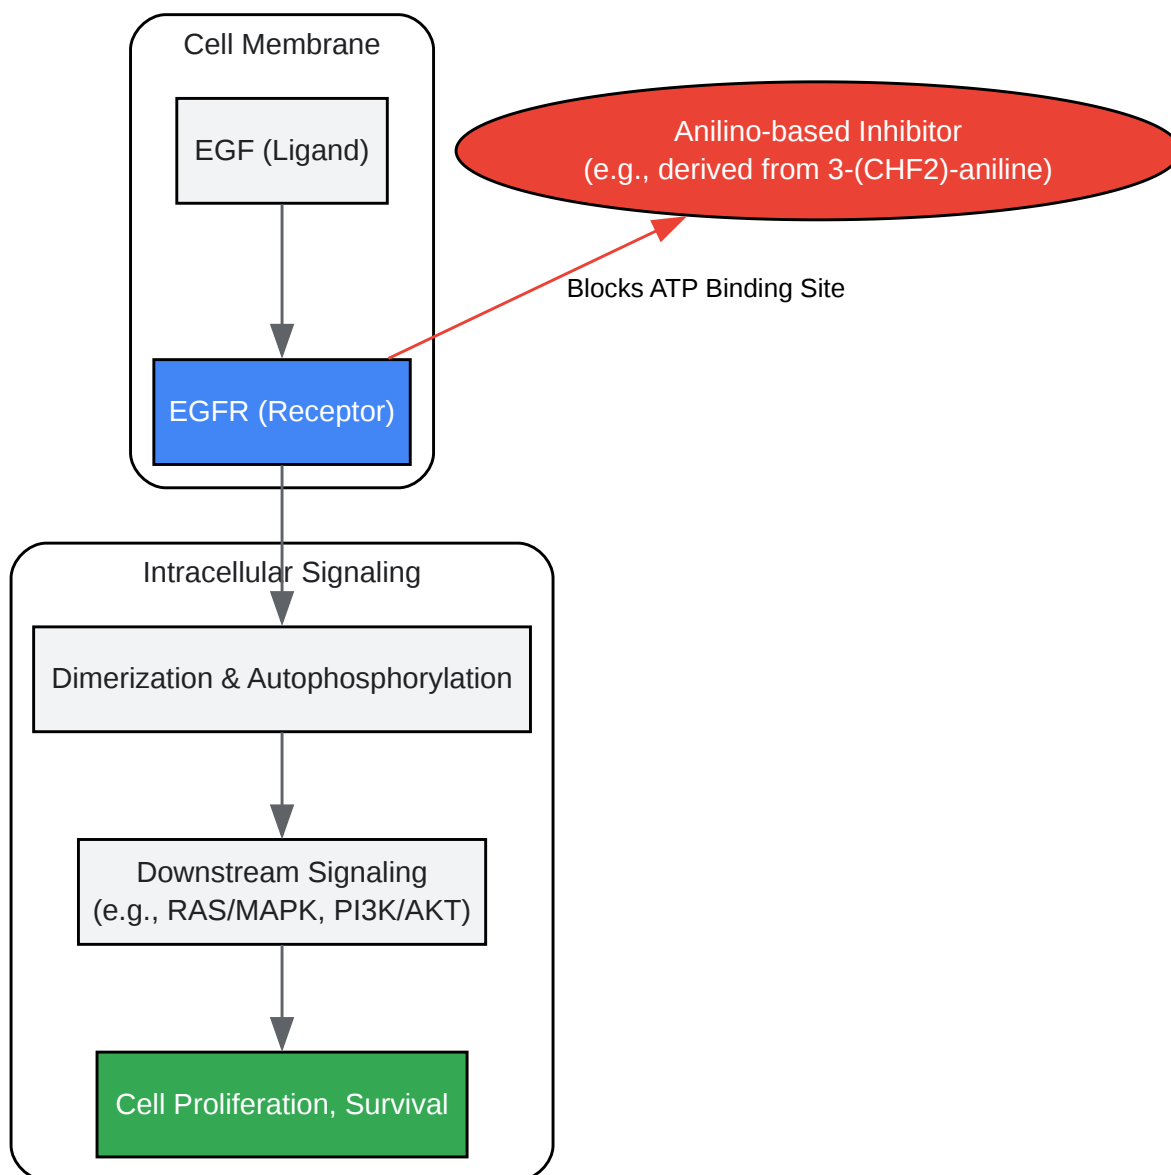 Cell Membrane
EGF (Ligand)
Anilino-based Inhibitor
(e.g., derived from 3-(CHF2)-aniline)
Blocks ATP Binding Site
EGFR (Receptor)
Intracellular Signaling
Dimerization & Autophosphorylation
Downstream Signaling
(e.g., RAS/MAPK, PI3K/AKT)
Cell Proliferation, Survival